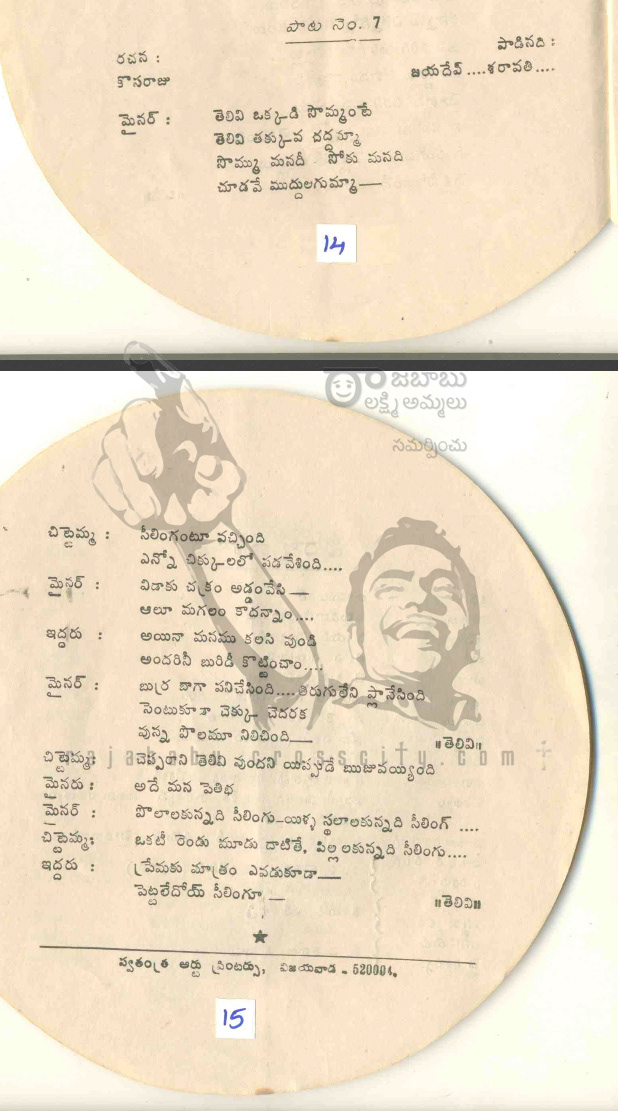 పాట నెం. 7
రచన :
కొసరాజు
పాడినది :
జయదేవ్....శరావతి....
మైనర్ : తెలివి ఒక్కడి సొమ్మంటే
తెలివి తక్కువ దద్దమ్మా
సొమ్ము మనదీ సోకు మనది
చూడవే ముద్దులగుమ్మా—
14
రాజబాబు
లక్ష్మి అమ్మలు
సమర్పించు
చిట్టెమ్మ : సీలింగంటూ వచ్చింది
ఎన్నో చిక్కులలో పడవేశింది....
మైనర్ : విడాకు చక్రం అడ్డంవేసి—
ఆలూ మగలం కాదన్నాం....
ఇద్దరు : అయినా మనము కలసి వుండి
అందరినీ బురిడీ కొట్టించాం....
మైనర్ : బుర్ర బాగా పనిచేసింది....తిరుగులేని ప్లానేసింది
సెంటుకూడా చెక్కు చెదరక
వున్న పొలమూ నిలిచింది— ॥తెలివి॥
చిట్టెమ్మ: చెప్పరాని తెలివి వుందని యిప్పుడే ఋజువయ్యింది
మైనరు : అదే మన పెతిభ
మైనర్ : పొలాలకున్నది సీలింగు—యిళ్ళ స్థలాలకున్నది సీలింగ్ ....
చిట్టెమ్మ: ఒకటీ రెండు మూడు దాటితే, పిల్లలకున్నది సీలింగు....
ఇద్దరు : ప్రేమకు మాత్రం ఎవడుకూడా—
పెట్టలేదోయ్ సీలింగూ — ॥తెలివి॥
స్వతంత్ర ఆర్టు ప్రింటర్సు, విజయవాడ - 520004.
15